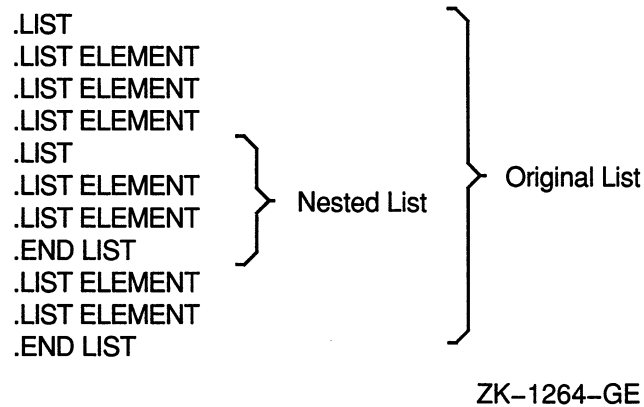 .LIST
.LIST ELEMENT
.LIST ELEMENT
.LIST ELEMENT
.LIST
.LIST ELEMENT
.LIST ELEMENT
.END LIST
.LIST ELEMENT
.LIST ELEMENT
.END LIST
Nested List
Original List
ZK–1264–GE